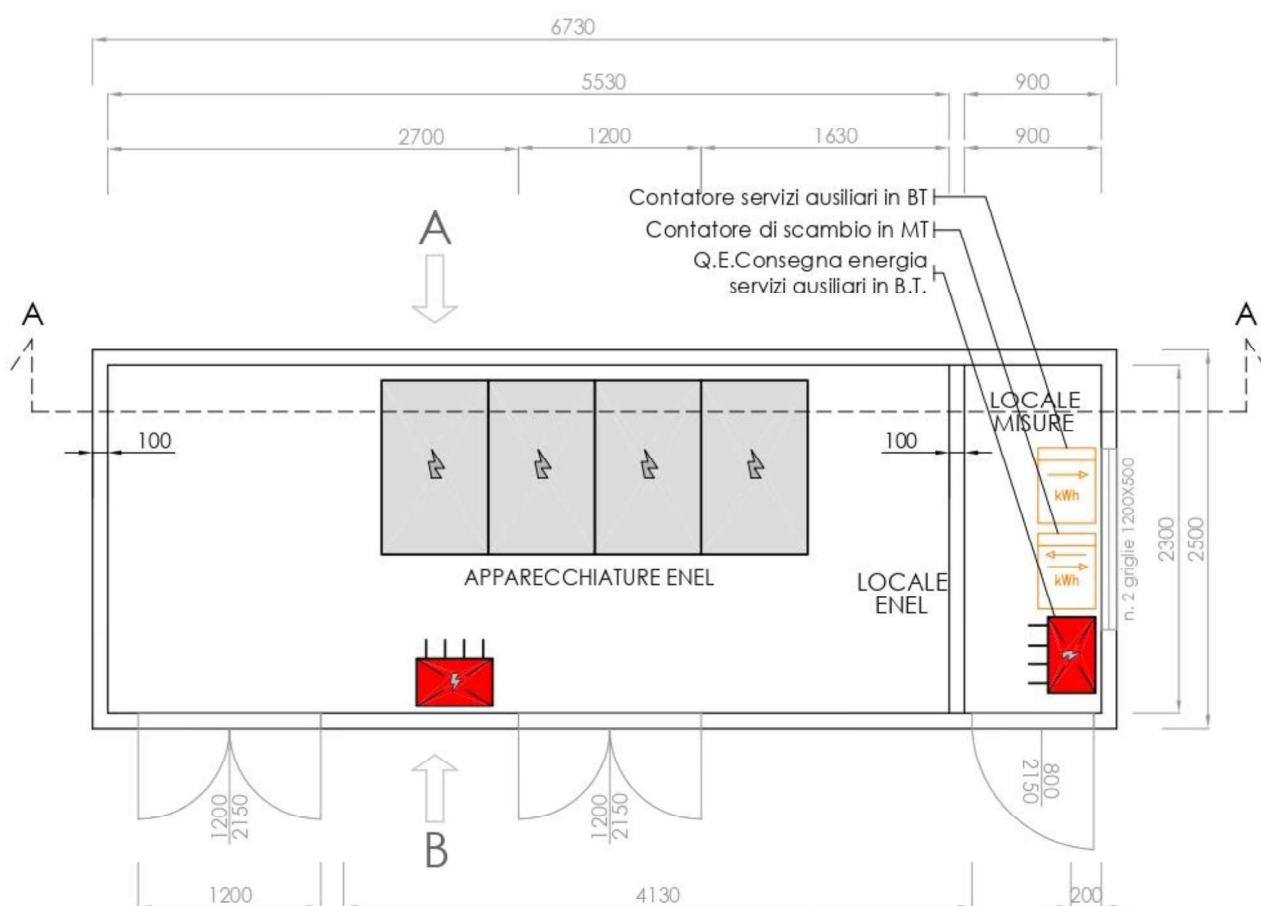 6730
5530
900
2700
1200
1630
900
Contatore servizi ausiliari in BT
Contatore di scambio in MT
Q.E.Consegna energia
servizi ausiliari in B.T.
A
A
A
LOCALE
MISURE
100
100
kWh
kWh
n. 2 griglie 1200X500
2300
2500
APPARECCHIATURE ENEL
LOCALE
ENEL
1200
2150
1200
2150
800
2150
B
1200
4130
200